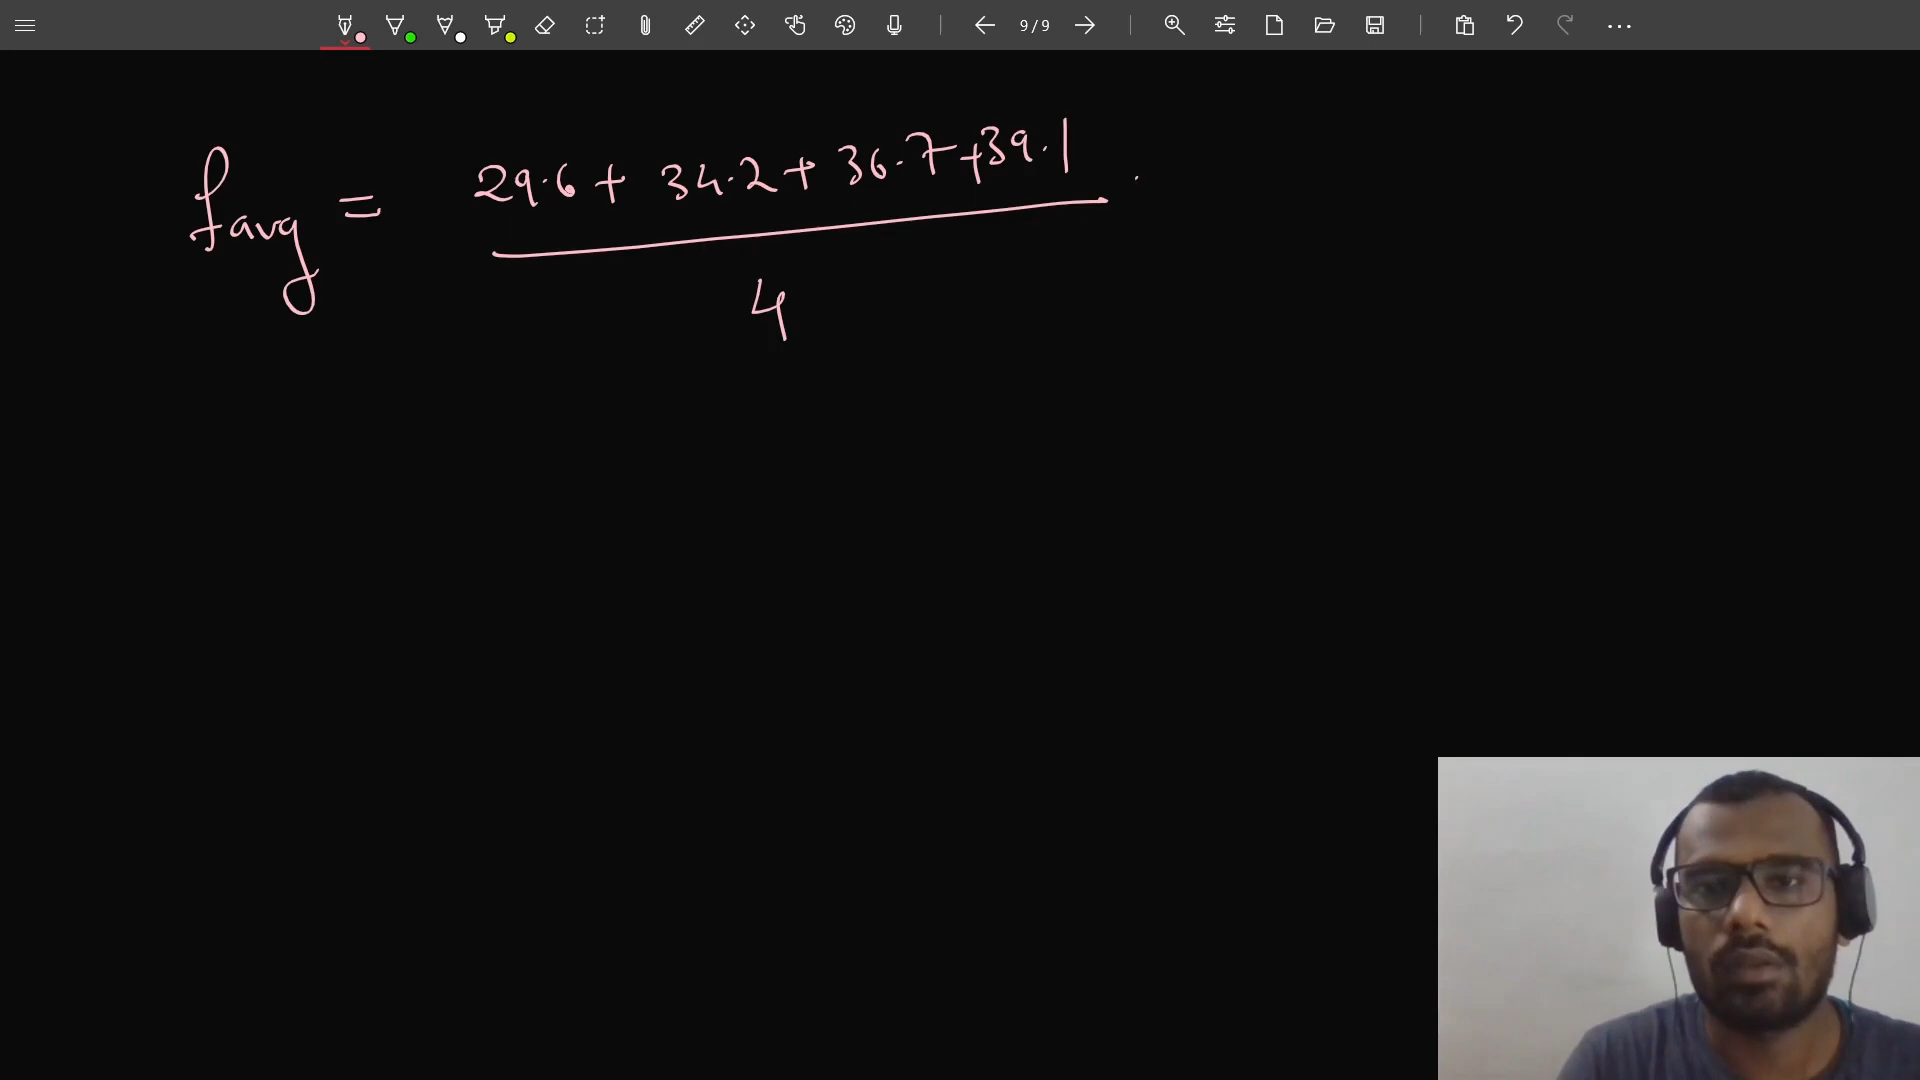 9/9
favg = 29.6 + 34.2 + 36.7 + 39.1
4